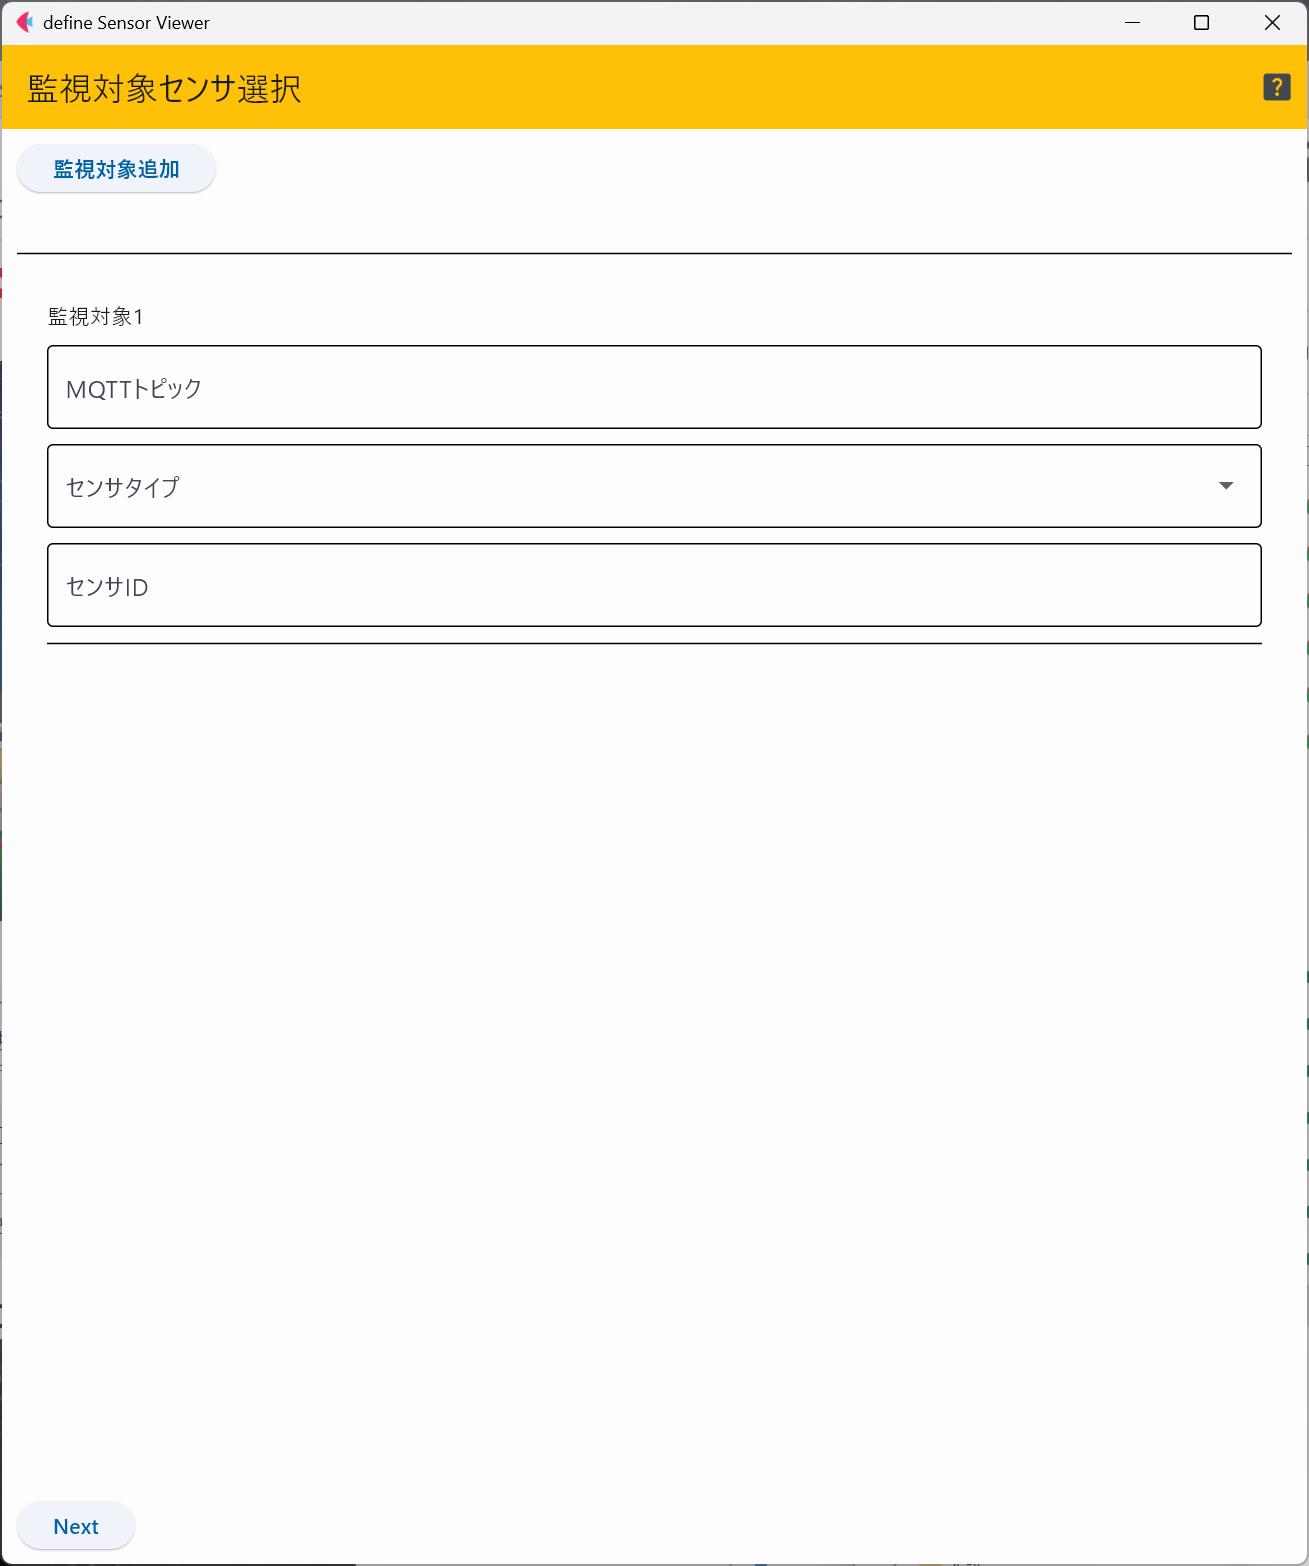 define Sensor Viewer
監視対象センサ選択
監視対象追加
監視対象1
MQTTトピック
センサタイプ
センサID
Next